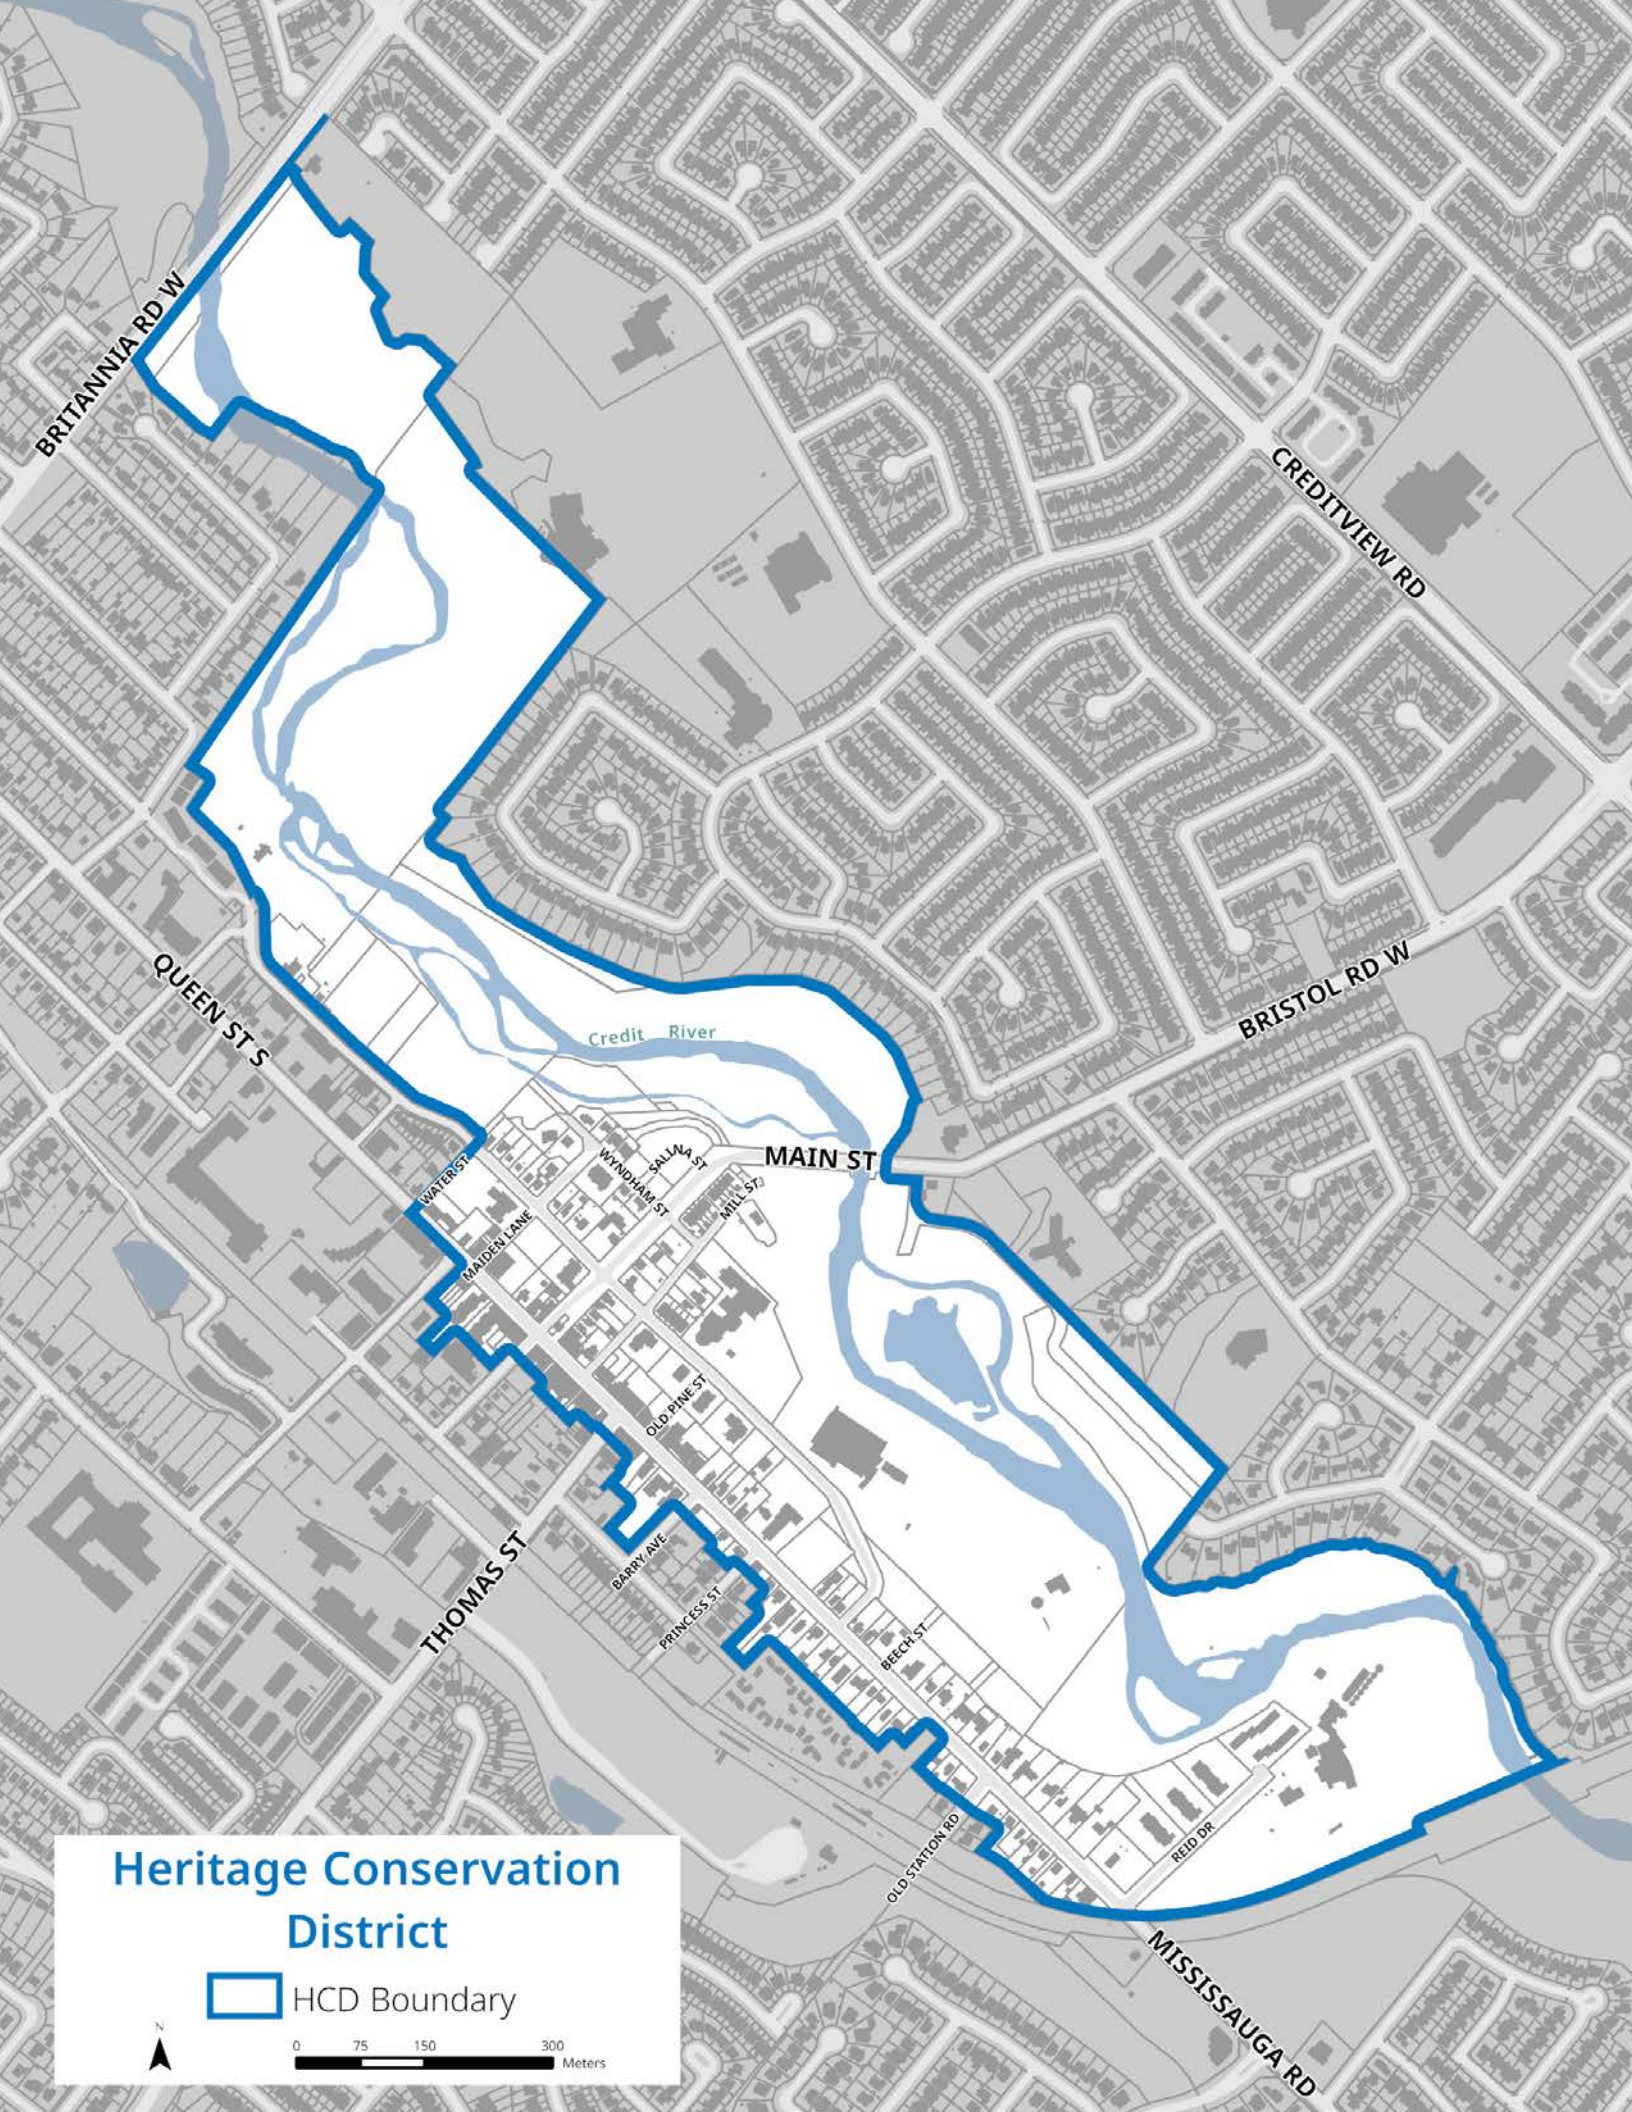 BRITANNIA RD W
CREDITVIEW RD
QUEEN ST S
BRISTOL RD W
Credit River
MAIN ST
WATER ST
WYNDHAM ST
SALINA ST
MILL ST
MAIDEN LANE
OLD PINE ST
THOMAS ST
BARRY AVE
PRINCESS ST
BEECH ST
OLD STATION RD
REID DR
MISSISSAUGA RD
Heritage Conservation
District
HCD Boundary
N
0 75 150 300
Meters